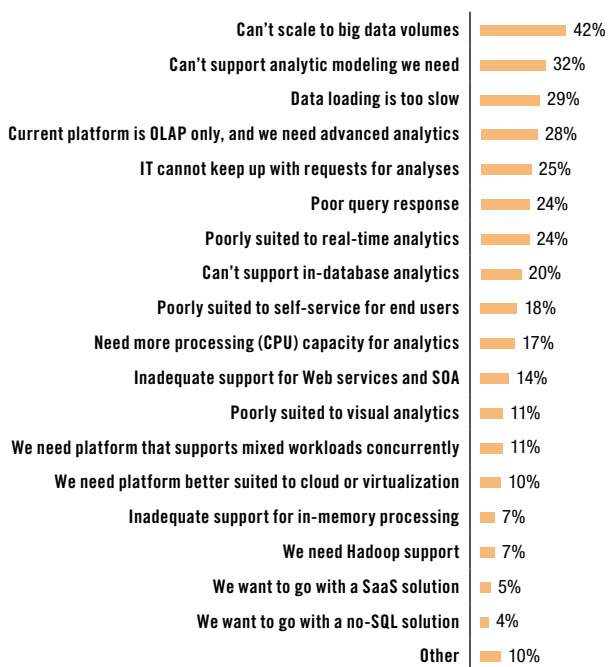 Can't scale to big data volumes 42%
Can't support analytic modeling we need 32%
Data loading is too slow 29%
Current platform is OLAP only, and we need advanced analytics 28%
IT cannot keep up with requests for analyses 25%
Poor query response 24%
Poorly suited to real-time analytics 24%
Can't support in-database analytics 20%
Poorly suited to self-service for end users 18%
Need more processing (CPU) capacity for analytics 17%
Inadequate support for Web services and SOA 14%
Poorly suited to visual analytics 11%
We need platform that supports mixed workloads concurrently 11%
We need platform better suited to cloud or virtualization 10%
Inadequate support for in-memory processing 7%
We need Hadoop support 7%
We want to go with a SaaS solution 5%
We want to go with a no-SQL solution 4%
Other 10%